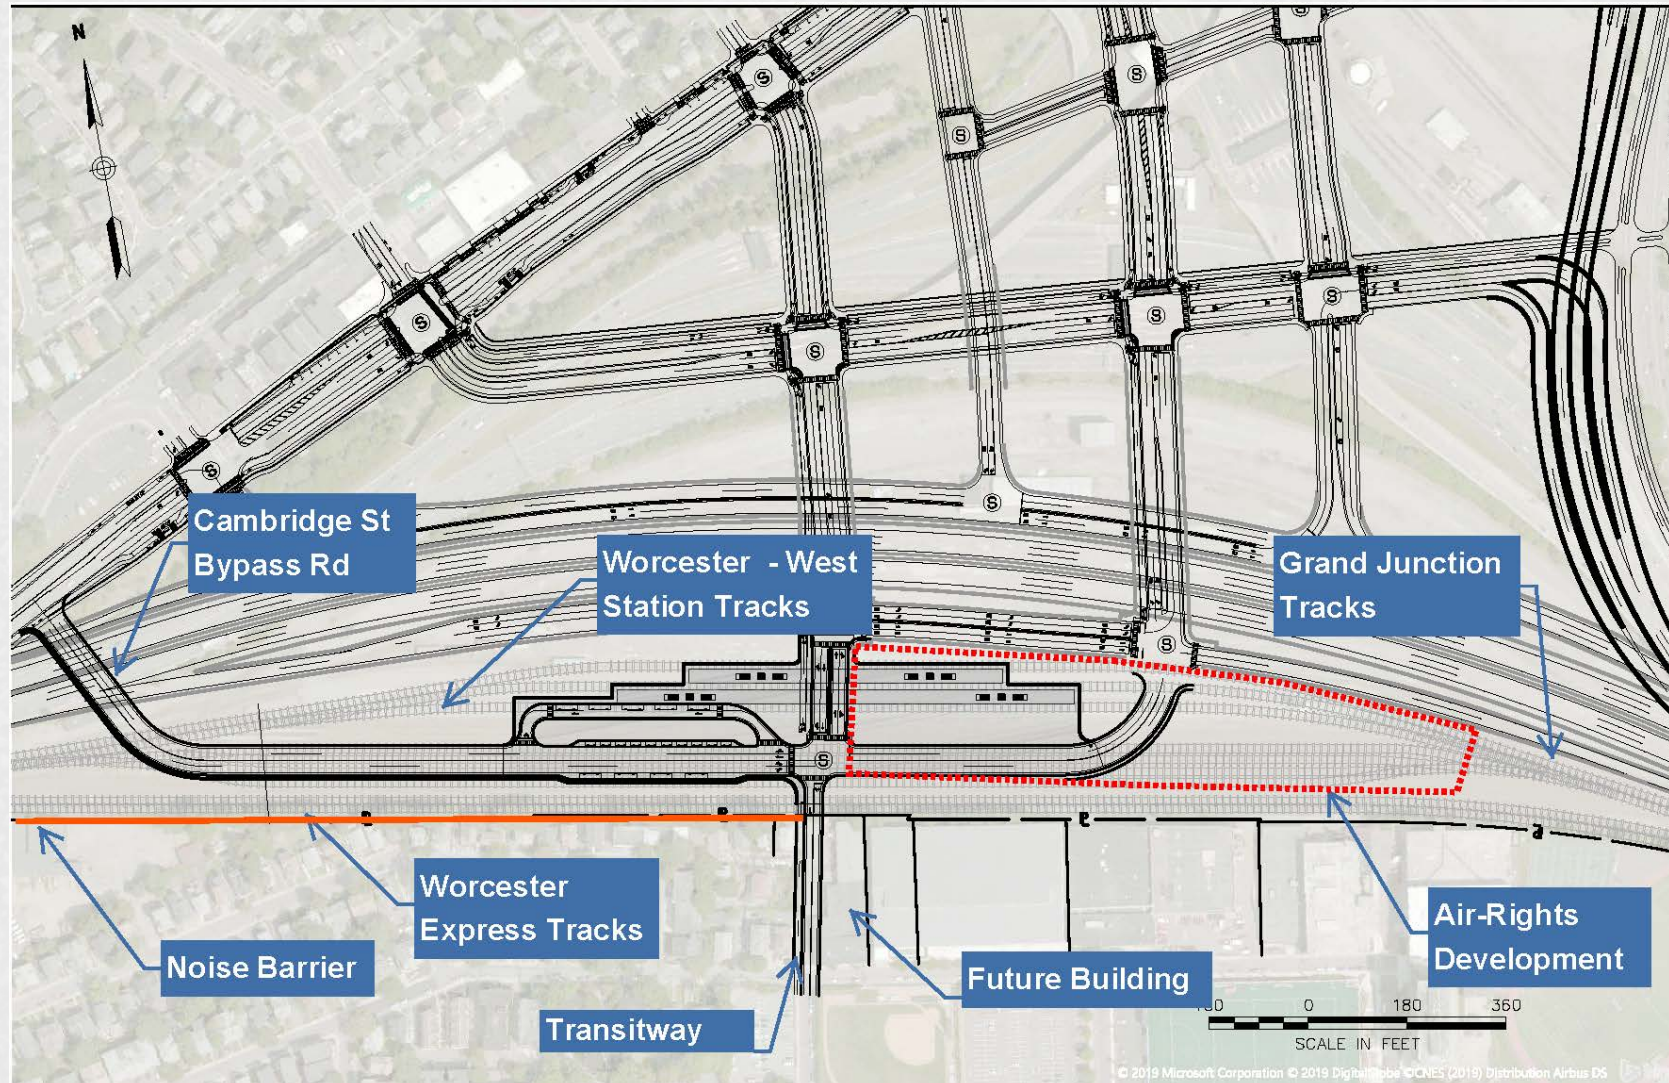 N
S
S
S
S
S
S
S
S
S
S
S
S
Cambridge St
Bypass Rd
Worcester - West
Station Tracks
Grand Junction
Tracks
S
S
Worcester
Express Tracks
Noise Barrier
Air-Rights
Development
Future Building
Transitway
0 180 360
SCALE IN FEET
© 2019 Microsoft Corporation © 2019 DigitalGlobe ©CNES (2019) Distribution Airbus DS